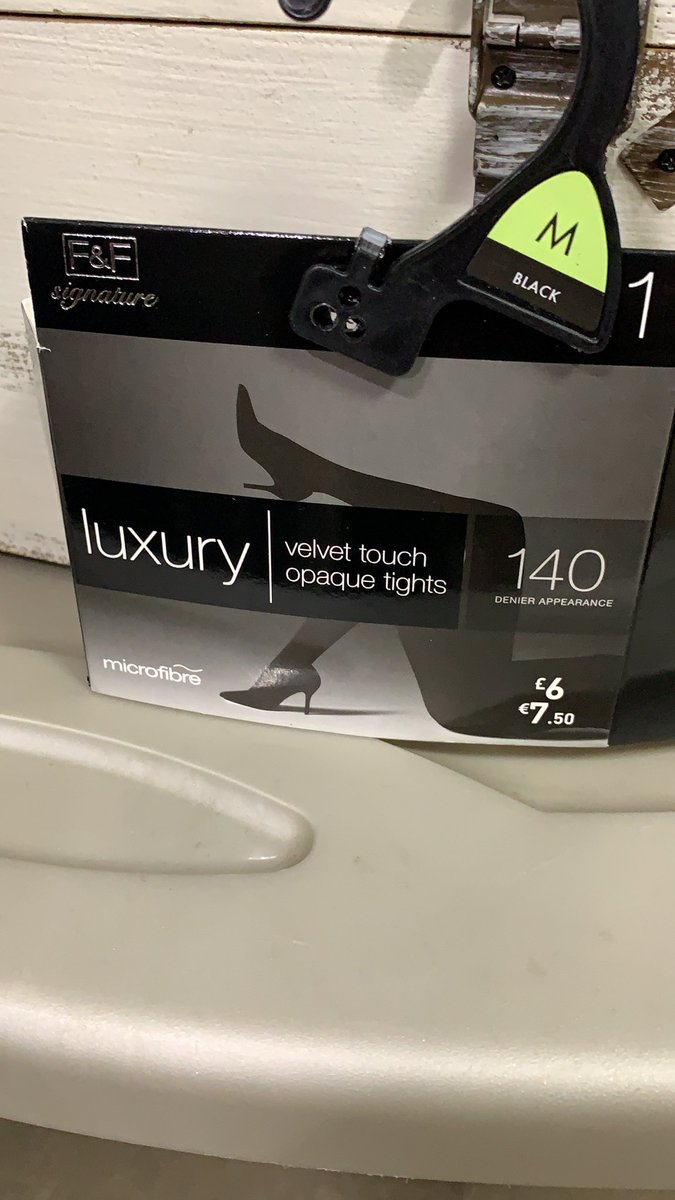 F&F
signature
M
BLACK
1
luxury
velvet touch
opaque tights
140
DENIER APPEARANCE
microfibre
£6
€7.50